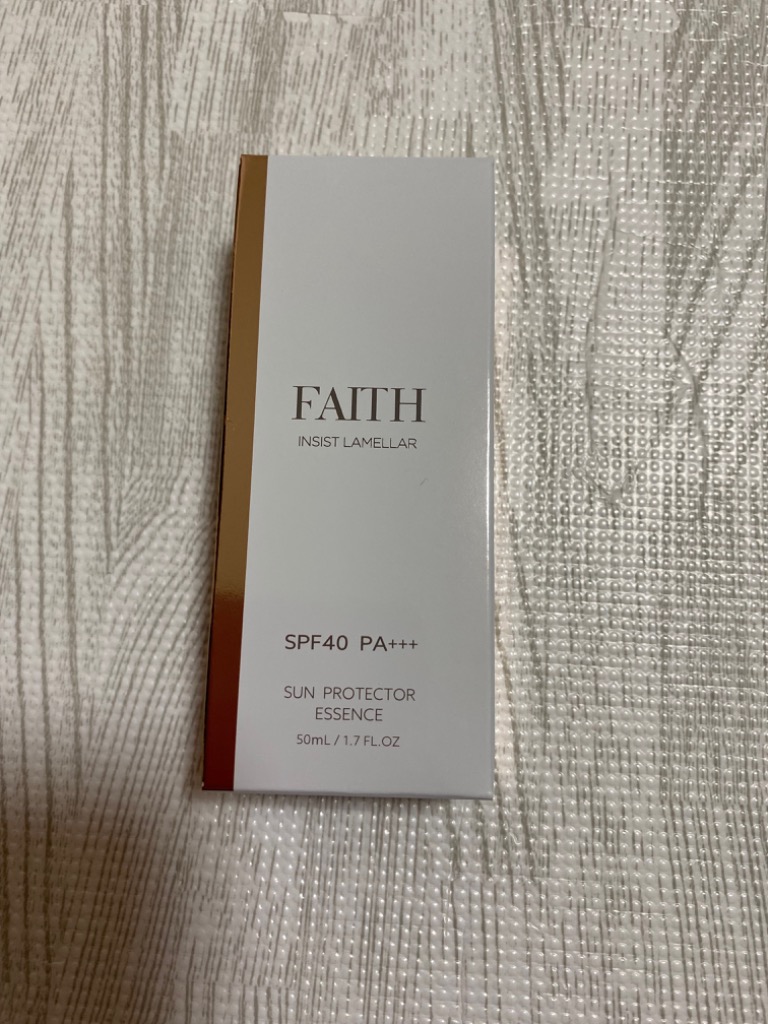 FAITH
INSIST LAMELLAR
SPF40 PA+++
SUN PROTECTOR
ESSENCE
50mL / 1.7 FL.OZ